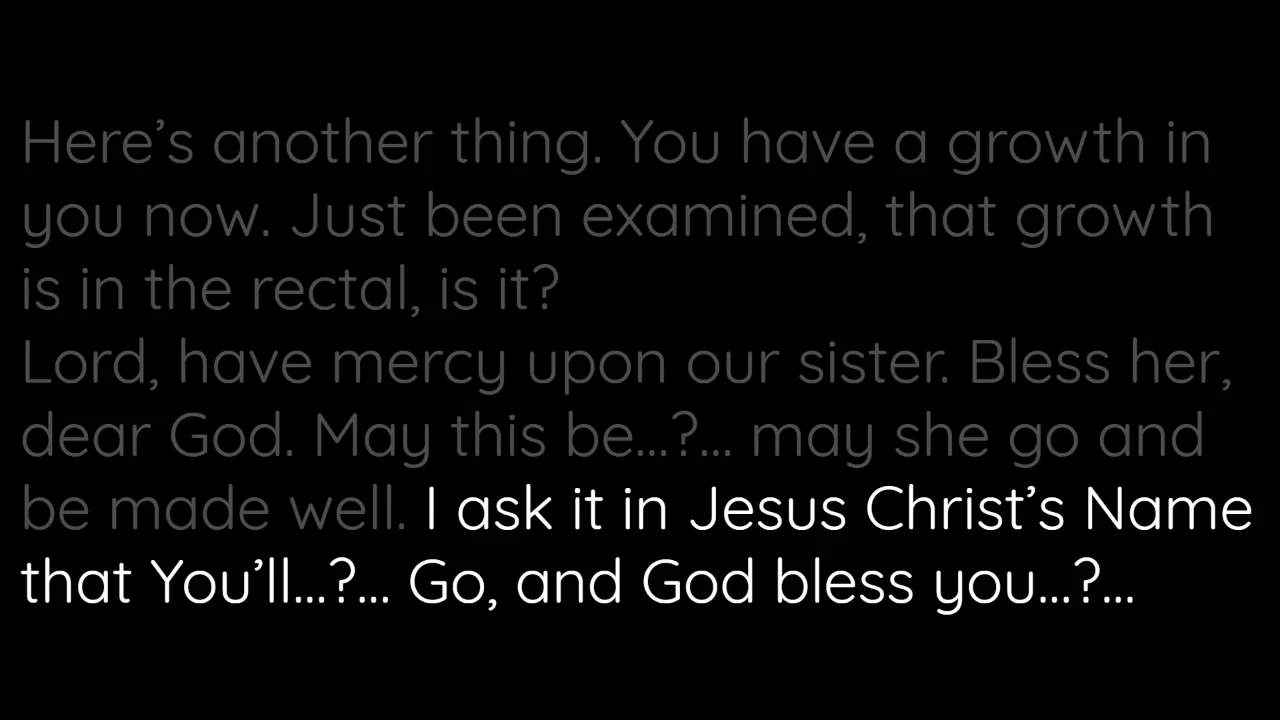 Here’s another thing. You have a growth in
you now. Just been examined, that growth
is in the rectal, is it?
Lord, have mercy upon our sister. Bless her,
dear God. May this be...?... may she go and
be made well. I ask it in Jesus Christ’s Name
that You’ll...?... Go, and God bless you...?...